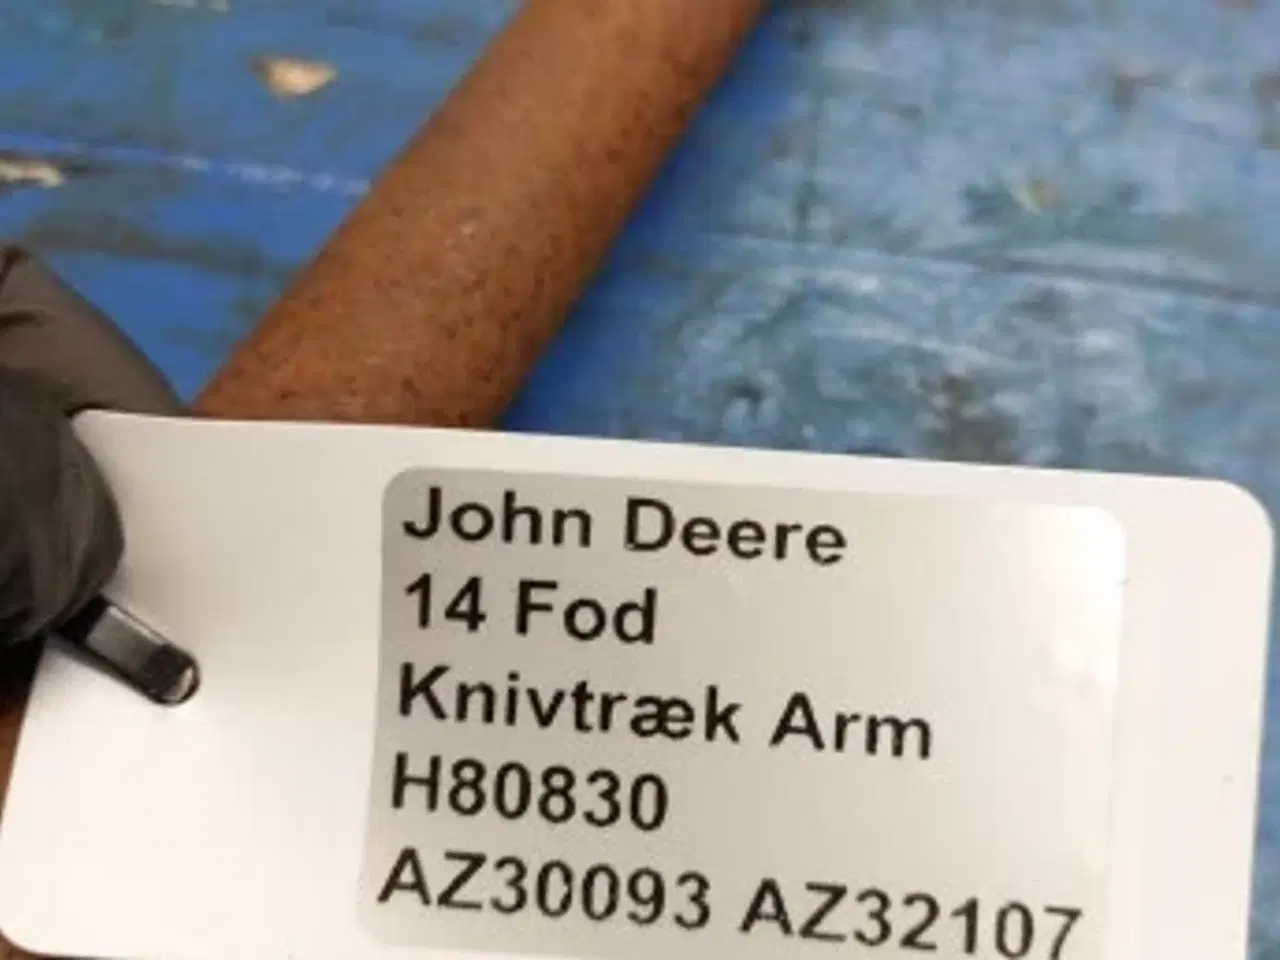 John Deere
14 Fod
Knivtræk Arm
H80830
AZ30093 AZ32107